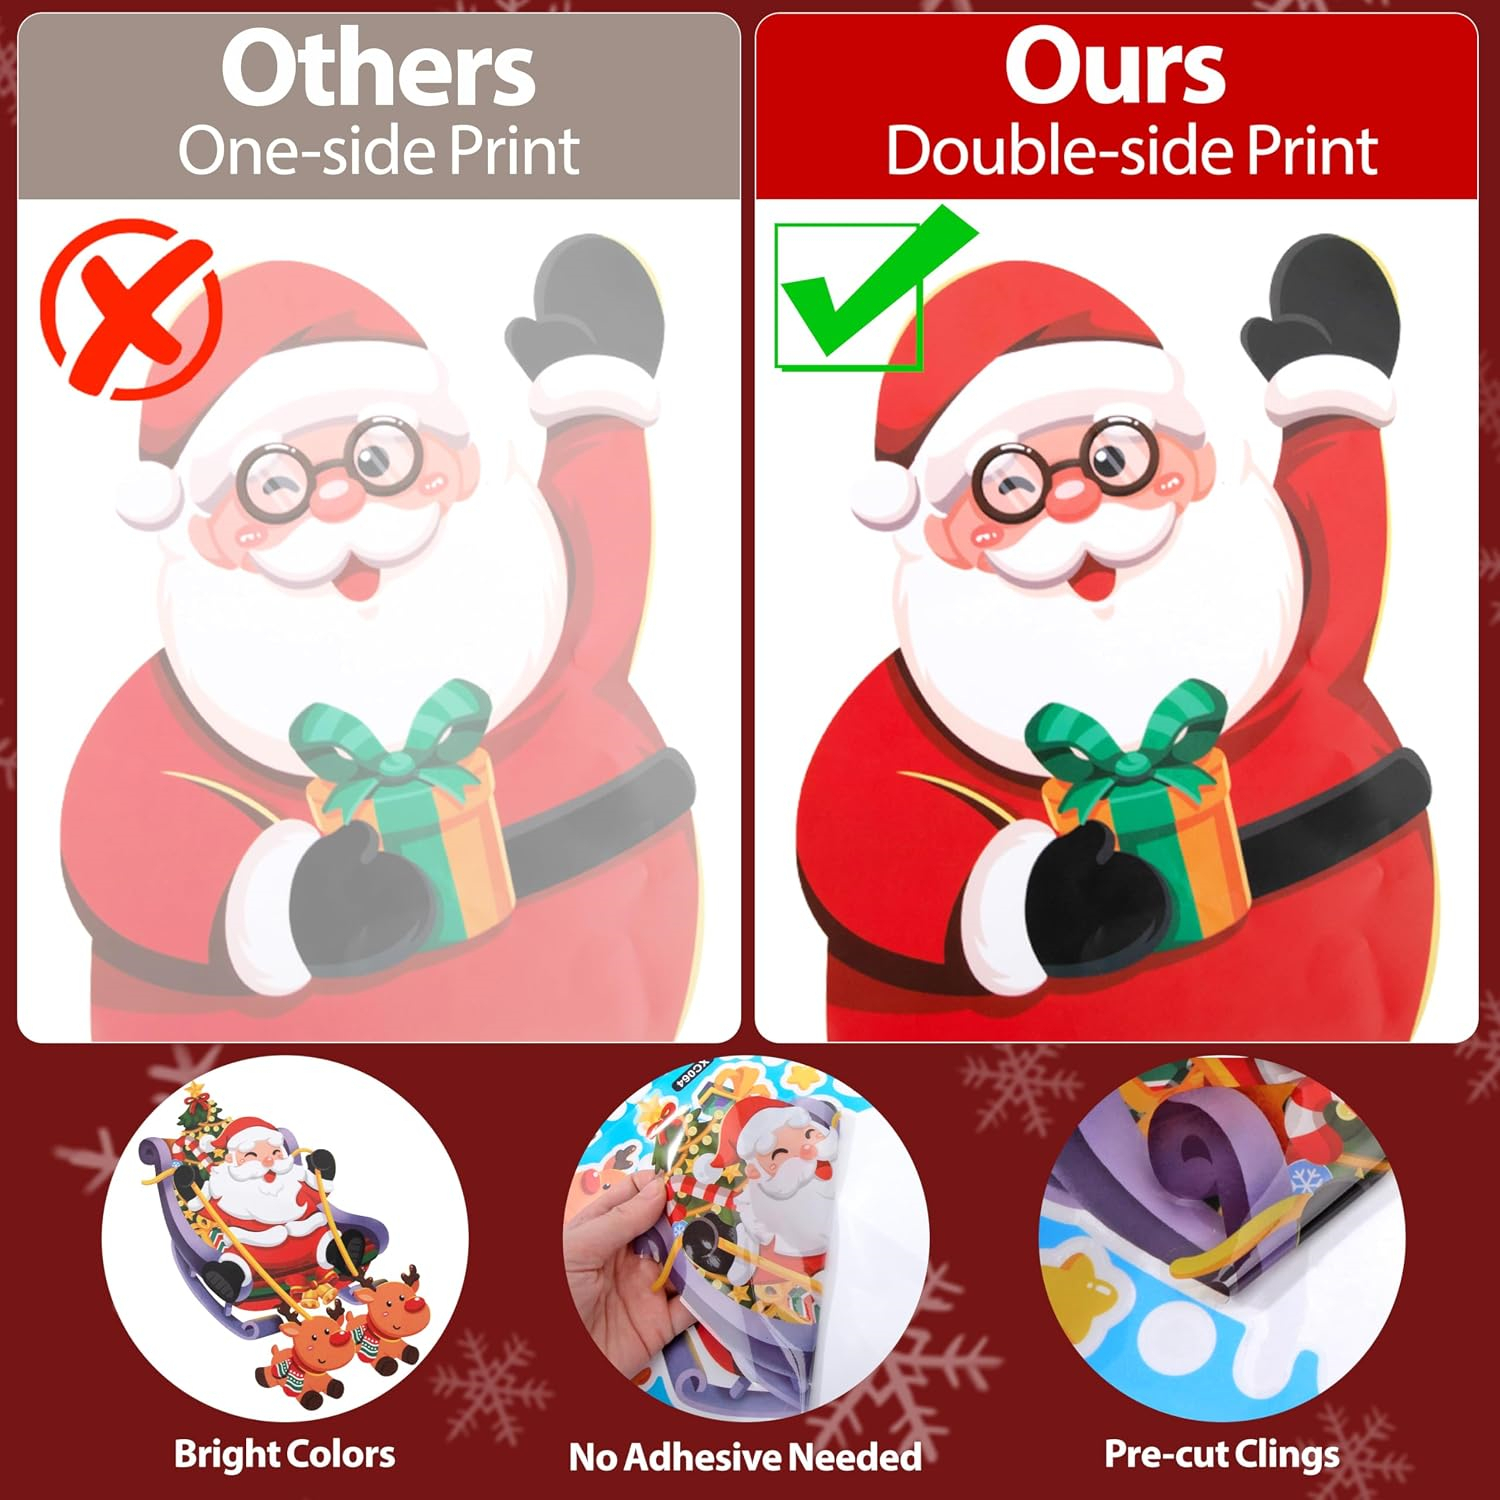 Others
One-side Print
Ours
Double-side Print
XC064
Bright Colors
No Adhesive Needed
Pre-cut Clings